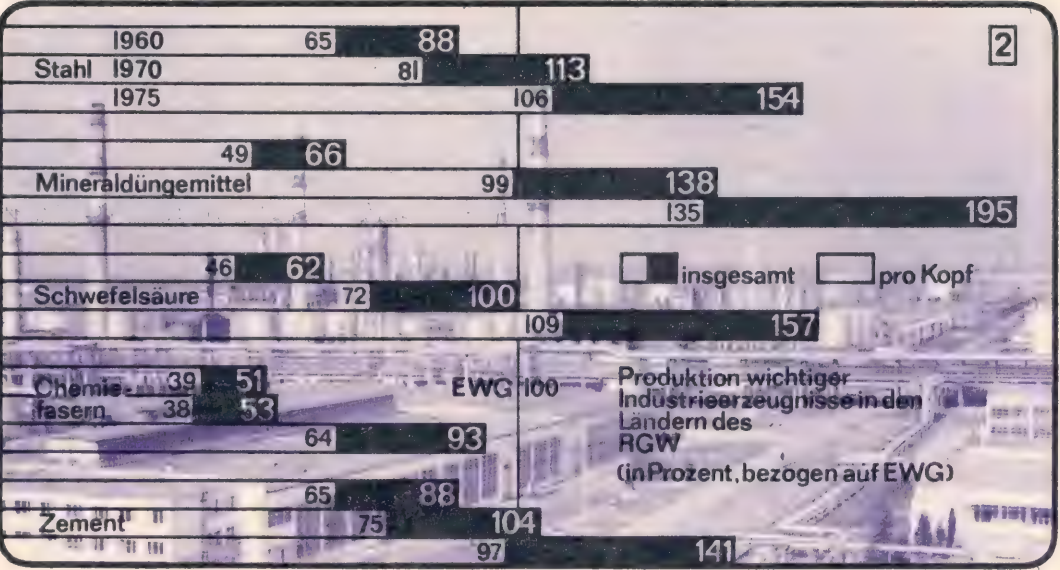 2
1960 65 88
Stahl 1970 81 113
1975 106 154
49 66
Mineraldüngemittel 99 138
135 195
46 62
insgesamt pro Kopf
Schwefelsäure 72 100
109 157
Chemie- 39 51
fasern 38 53
64 93
EWG 100
Produktion wichtiger
Industrieerzeugnisse in den
Ländern des
RGW
(in Prozent, bezogen auf EWG)
65 88
Zement 75 104
97 141